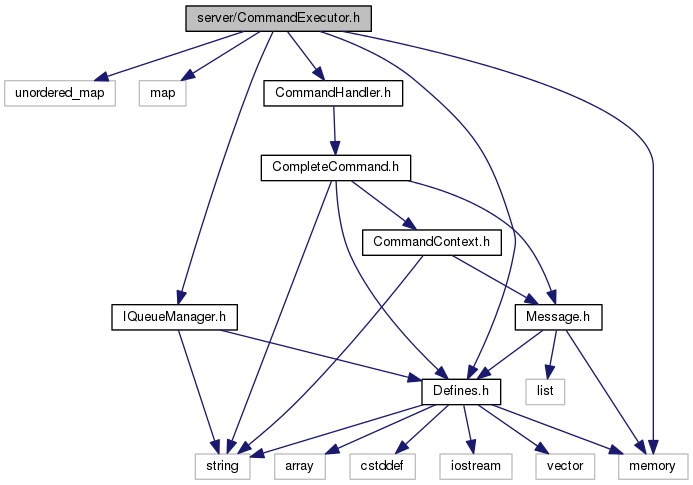 server/CommandExecutor.h
unordered_map
map
CommandHandler.h
CompleteCommand.h
CommandContext.h
IQueueManager.h
Message.h
Defines.h
list
string
array
cstddef
iostream
vector
memory